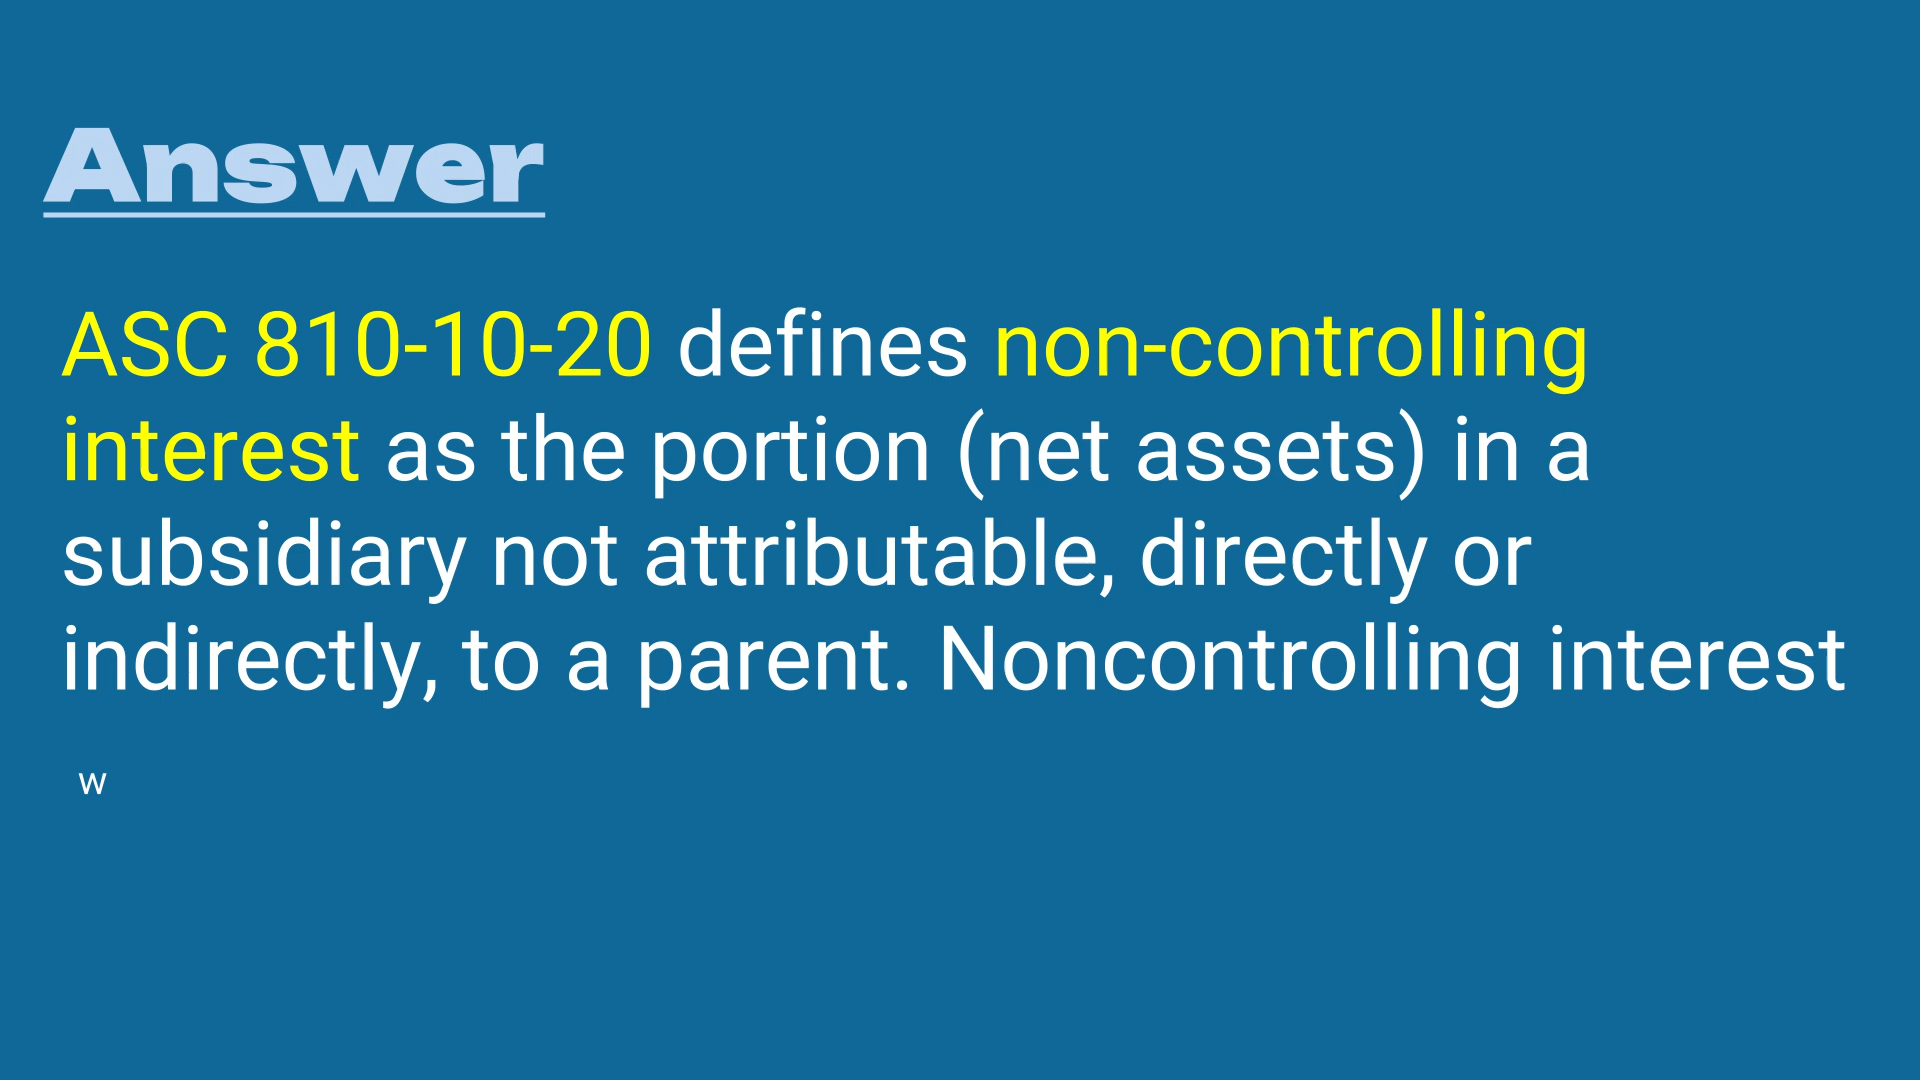 Answer
ASC 810-10-20 defines non-controlling
interest as the portion (net assets) in a
subsidiary not attributable, directly or
indirectly, to a parent. Noncontrolling interest
w